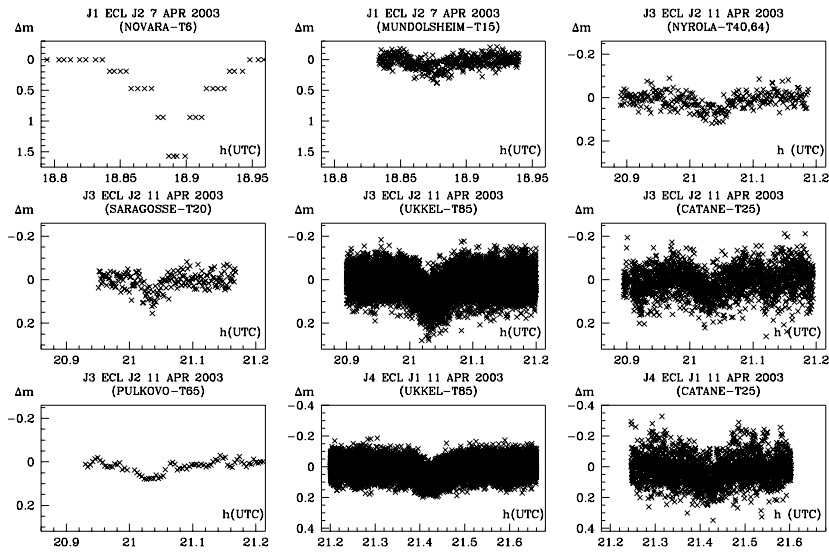 J1 ECL J2 7 APR 2003
(NOVARA-T6)
Δm
0
0.5
1
1.5
h(UTC)
18.8 18.85 18.9 18.95
J1 ECL J2 7 APR 2003
(MUNDOLSHEIM-T15)
Δm
0
0.5
1
1.5
h(UTC)
18.8 18.85 18.9 18.95
J3 ECL J2 11 APR 2003
(NYROLA-T40,64)
Δm
-0.2
0
0.2
h (UTC)
20.9 21 21.1 21.2
J3 ECL J2 11 APR 2003
(SARAGOSSE-T20)
Δm
-0.2
0
0.2
h(UTC)
20.9 21 21.1 21.2
J3 ECL J2 11 APR 2003
(UKKEL-T85)
Δm
-0.2
0
0.2
h(UTC)
20.9 21 21.1 21.2
J3 ECL J2 11 APR 2003
(CATANE-T25)
Δm
-0.2
0
0.2
h (UTC)
20.9 21 21.1 21.2
J3 ECL J2 11 APR 2003
(PULKOVO-T65)
Δm
-0.2
0
0.2
h(UTC)
20.9 21 21.1 21.2
J4 ECL J1 11 APR 2003
(UKKEL-T85)
Δm
-0.4
-0.2
0
0.2
0.4
h(UTC)
21.2 21.3 21.4 21.5 21.6
J4 ECL J1 11 APR 2003
(CATANE-T25)
Δm
-0.4
-0.2
0
0.2
0.4
h (UTC)
21.2 21.3 21.4 21.5 21.6